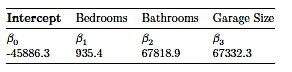 Intercept Bedrooms Bathrooms Garage Size
β₀ β₁ β₂ β₃
-45886.3 935.4 67818.9 67332.3